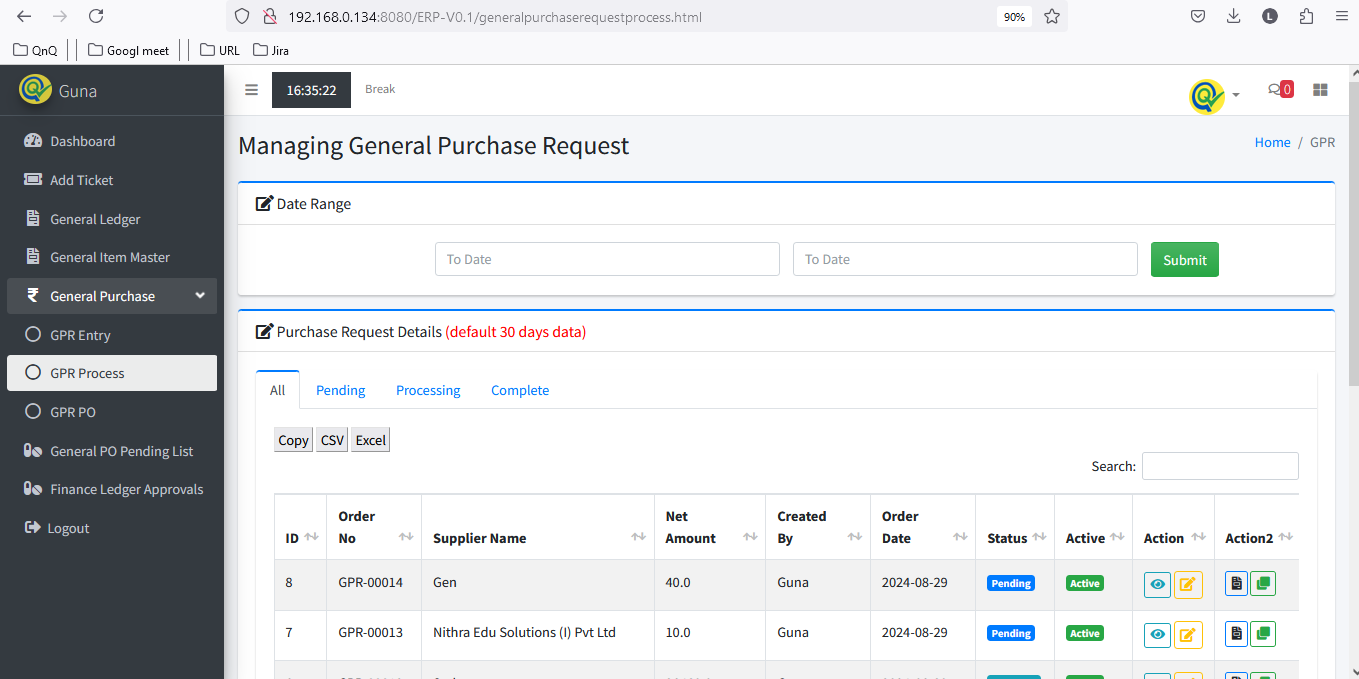 192.168.0.134:8080/ERP-V0.1/generalpurchaserequestprocess.html
90%
L
QnQ
Googl meet
URL
Jira
Guna
16:35:22
Break
0
Dashboard
Add Ticket
General Ledger
General Item Master
₹ General Purchase
GPR Entry
GPR Process
GPR PO
General PO Pending List
Finance Ledger Approvals
Logout
Managing General Purchase Request
Home / GPR
Date Range
To Date
To Date
Submit
Purchase Request Details (default 30 days data)
All Pending Processing Complete
Copy CSV Excel
Search:
ID Order No Supplier Name Net Amount Created By Order Date Status Active Action Action2
8 GPR-00014 Gen 40.0 Guna 2024-08-29 Pending Active
7 GPR-00013 Nithra Edu Solutions (I) Pvt Ltd 10.0 Guna 2024-08-29 Pending Active